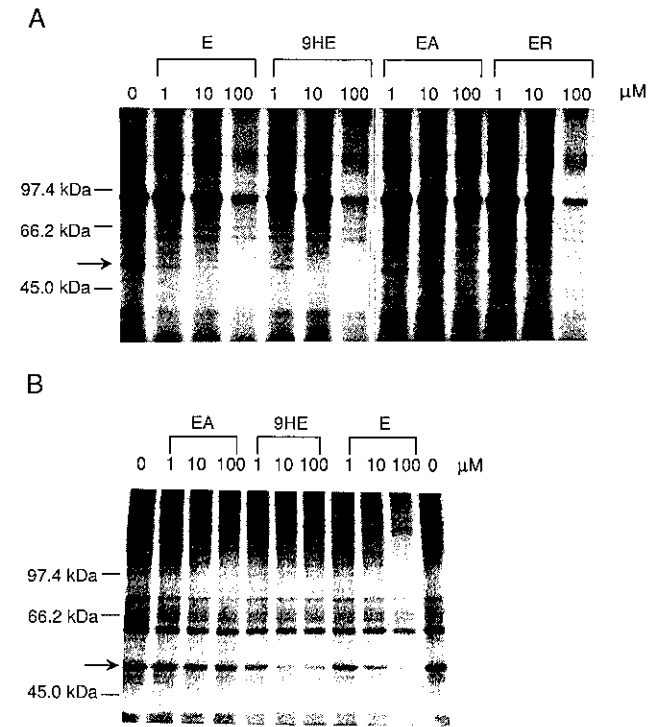 A
E 9HE EA ER
0 1 10 100 1 10 100 1 10 100 1 10 100 μM
97.4 kDa
66.2 kDa
45.0 kDa
B
EA 9HE E
0 1 10 100 1 10 100 1 10 100 0 μM
97.4 kDa
66.2 kDa
45.0 kDa